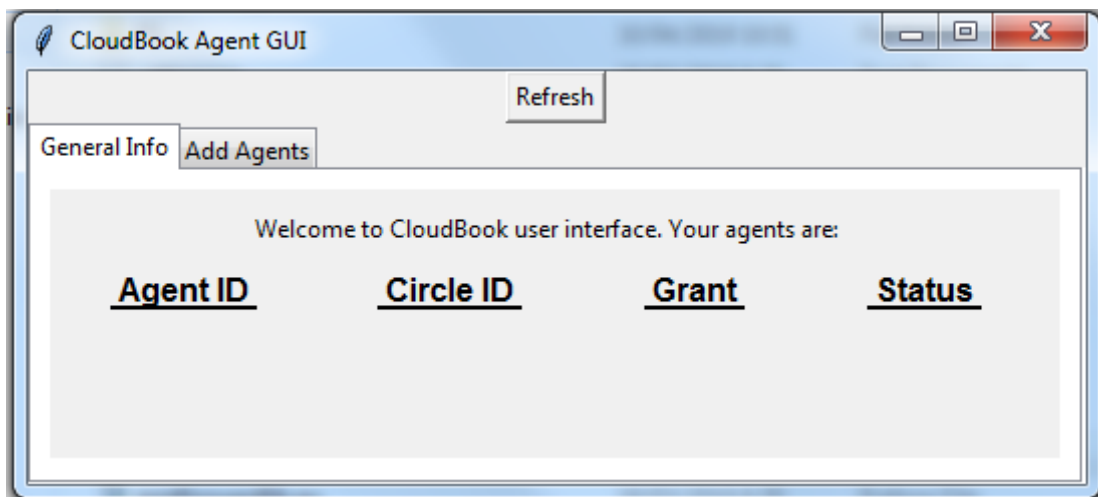 CloudBook Agent GUI
Refresh
General Info Add Agents
Welcome to CloudBook user interface. Your agents are:
Agent ID Circle ID Grant Status